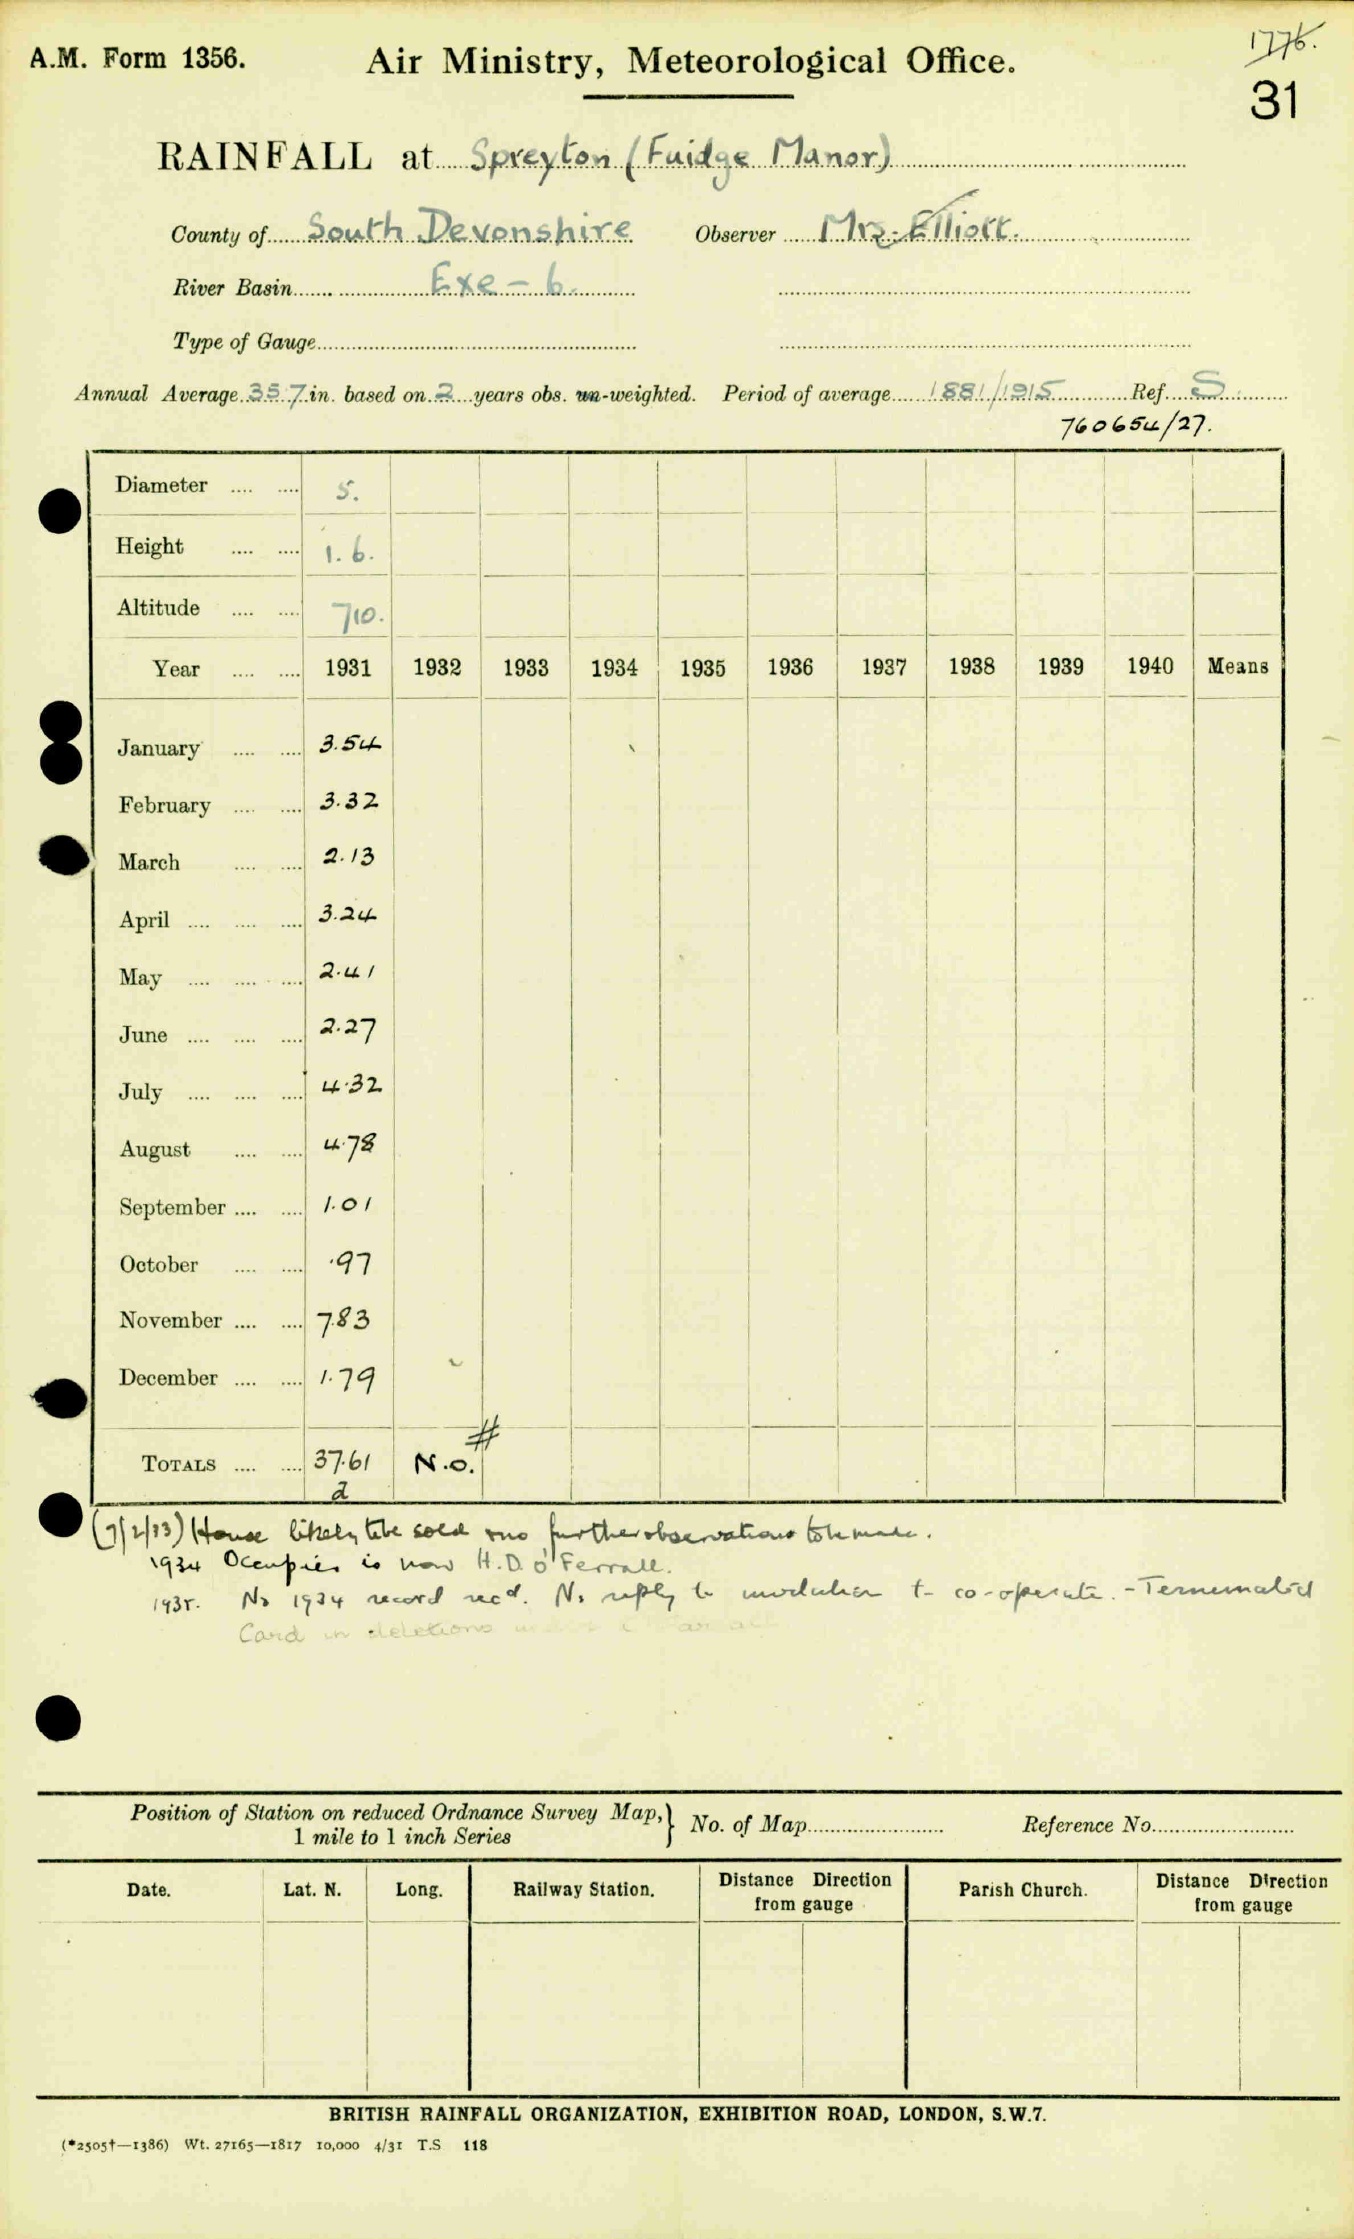 1776.
A.M. Form 1356. Air Ministry, Meteorological Office.
31
RAINFALL at Spreyton (Fuidge Manor)
County of South Devonshire Observer Mrs. Elliott.
River Basin Exe - 6.
Type of Gauge
Annual Average 35.7 in. based on 2 years obs. un-weighted. Period of average 1881/1915 Ref. S.
760654/27.
Diameter .... .... 5.
Height .... .... 1.6.
Altitude .... .... 710.
Year .... .... 1931 1932 1933 1934 1935 1936 1937 1938 1939 1940 Means
January .... .... 3.54
February .... .... 3.32
March .... .... 2.13
April .... .... .... 3.24
May .... .... .... 2.41
June .... .... .... 2.27
July .... .... .... 4.32
August .... .... 4.78
September .... .... 1.01
October .... .... .97
November .... .... 7.83
December .... .... 1.79
#
TOTALS .... .... 37.61 N.O.
2
(7/2/33) House likely to be sold & no further observations to be made.
1934 Occupier is now H.D. O'Ferrall.
1935. No 1934 record recd. No reply to invitation to co-operate. - Terminated
Card in deletions
Position of Station on reduced Ordnance Survey Map, } No. of Map Reference No.
1 mile to 1 inch Series
Date. Lat. N. Long. Railway Station. Distance Direction from gauge Parish Church. Distance Direction from gauge
BRITISH RAINFALL ORGANIZATION, EXHIBITION ROAD, LONDON, S.W.7.
(*2505†—1386) Wt. 27165—1817 10,000 4/31 T.S 118